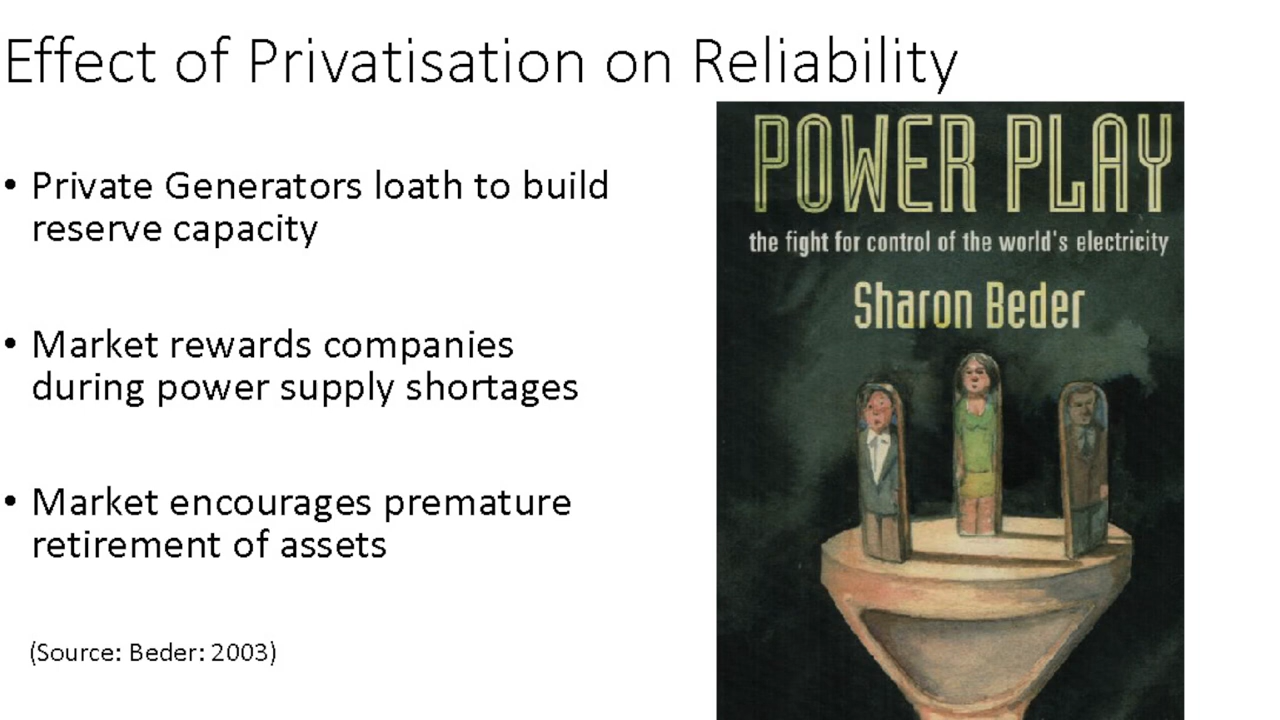 Effect of Privatisation on Reliability
• Private Generators loath to build
reserve capacity
• Market rewards companies
during power supply shortages
• Market encourages premature
retirement of assets
(Source: Beder: 2003)
POWER PLAY
the fight for control of the world's electricity
Sharon Beder